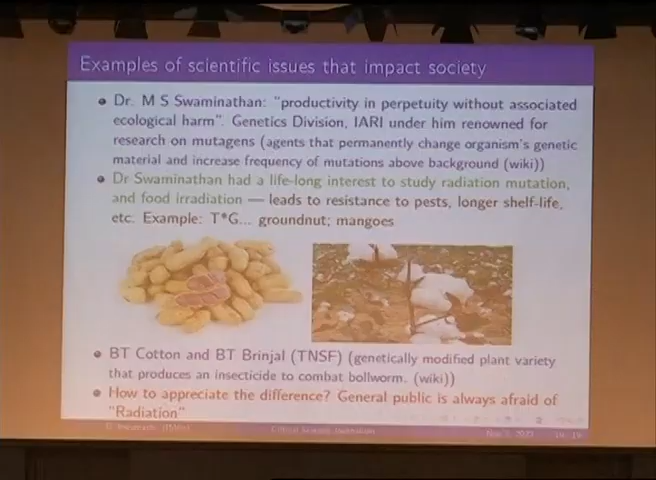 Examples of scientific issues that impact society
Dr. M S Swaminathan: "productivity in perpetuity without associated
ecological harm". Genetics Division, IARI under him renowned for
research on mutagens (agents that permanently change organism's genetic
material and increase frequency of mutations above background (wiki))
Dr Swaminathan had a life-long interest to study radiation mutation,
and food irradiation — leads to resistance to pests, longer shelf-life,
etc. Example: T*G... groundnut; mangoes
BT Cotton and BT Brinjal (TNSF) (genetically modified plant variety
that produces an insecticide to combat bollworm. (wiki))
How to appreciate the difference? General public is always afraid of
"Radiation"